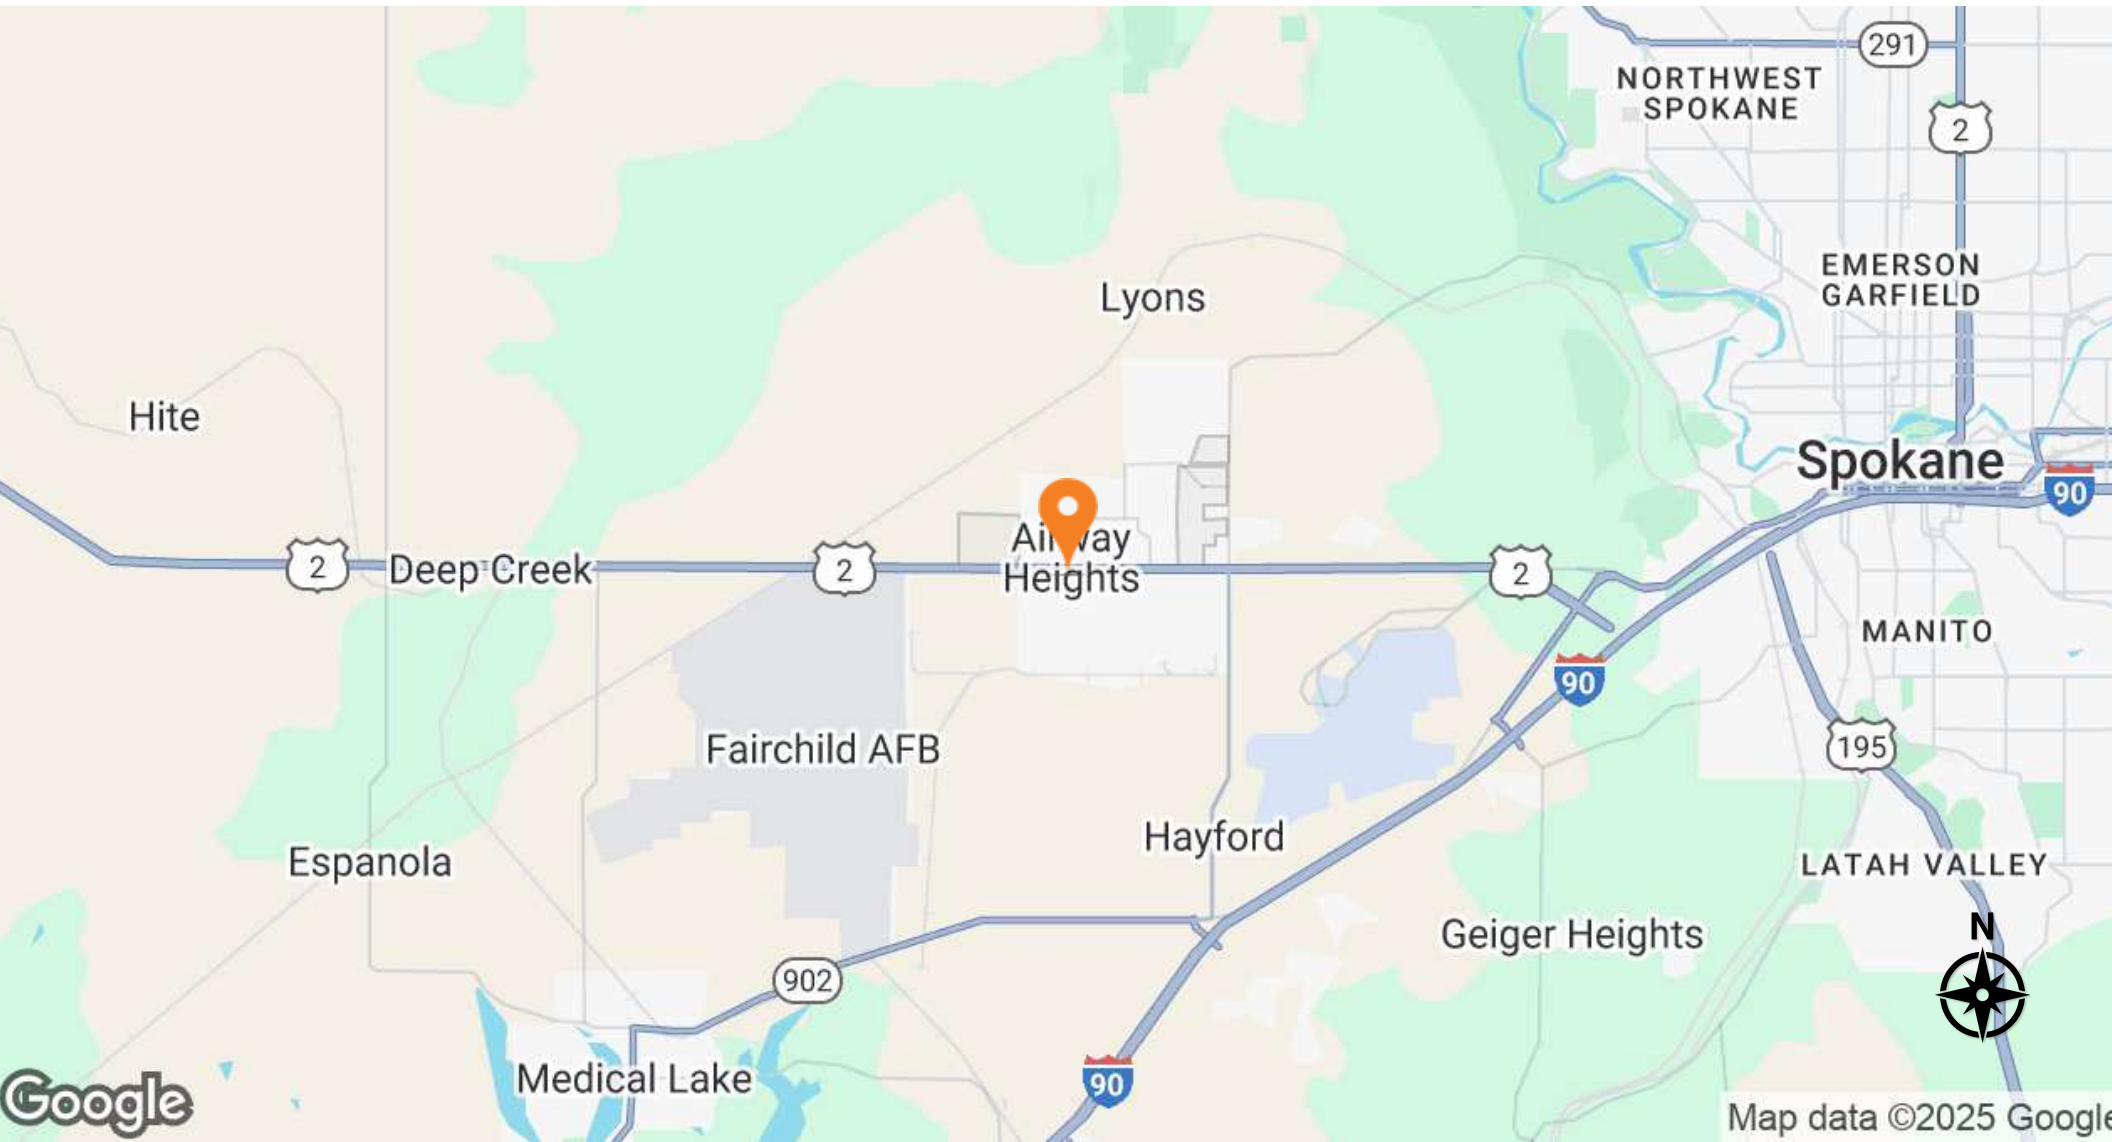 291
NORTHWEST
SPOKANE
2
EMERSON
GARFIELD
Lyons
Hite
Spokane
90
Airway
Heights
2
Deep Creek
2
2
MANITO
90
195
Fairchild AFB
Hayford
Espanola
LATAH VALLEY
Geiger Heights
N
902
Medical Lake
90
Google
Map data ©2025 Google